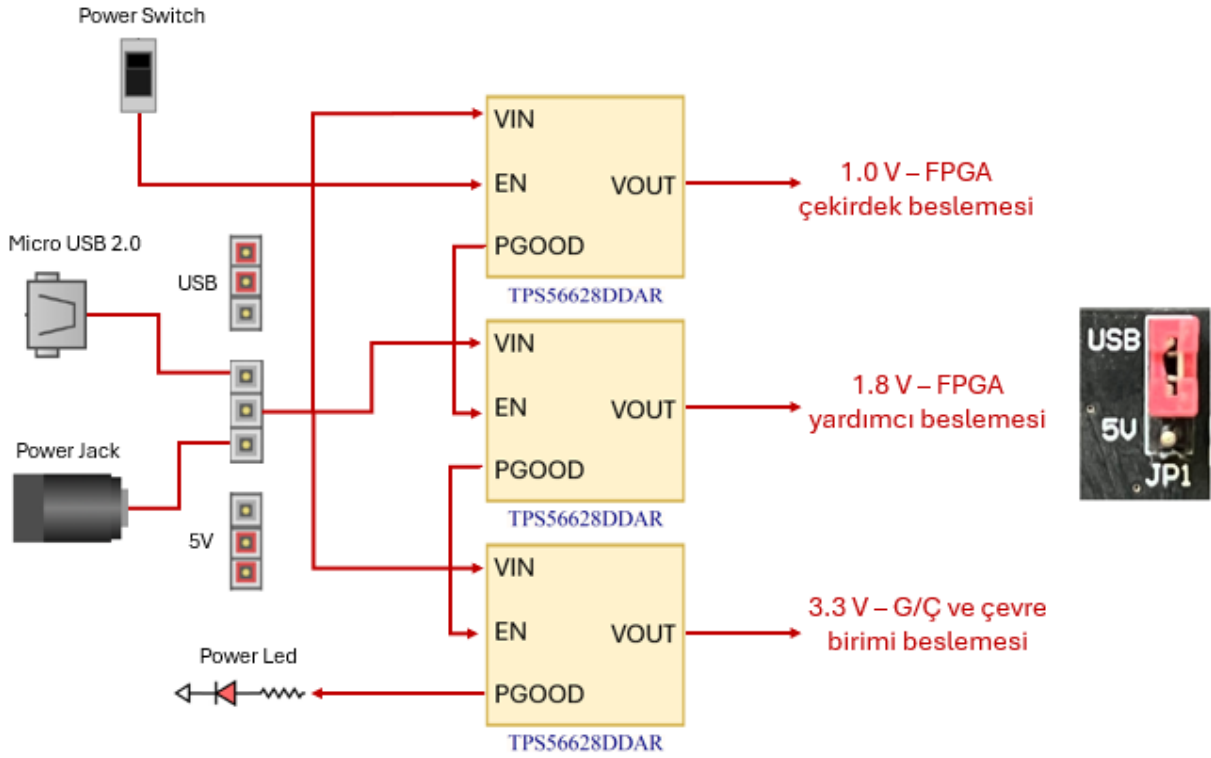 Power Switch
VIN
EN
VOUT
PGOOD
TPS56628DDAR
1.0 V – FPGA
çekirdek beslemesi
Micro USB 2.0
USB
VIN
EN
VOUT
PGOOD
TPS56628DDAR
1.8 V – FPGA
yardımcı beslemesi
USB
5V
JP1
Power Jack
5V
VIN
EN
VOUT
PGOOD
TPS56628DDAR
3.3 V – G/Ç ve çevre
birimi beslemesi
Power Led